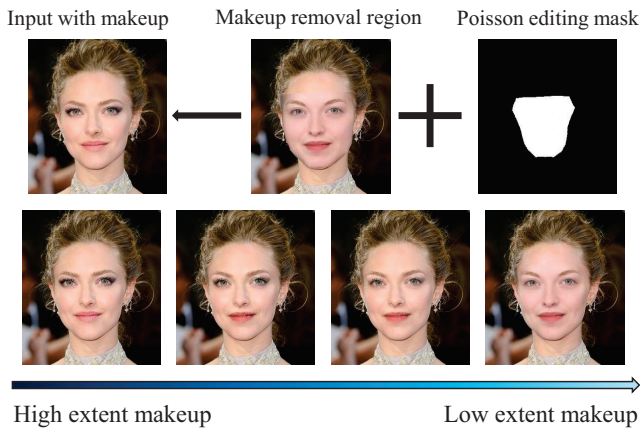 Input with makeup
Makeup removal region
Poisson editing mask
High extent makeup
Low extent makeup